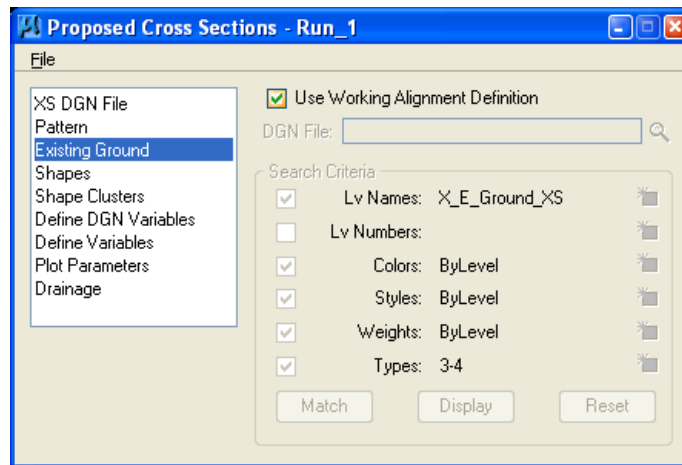 Proposed Cross Sections - Run_1
File
XS DGN File
Pattern
Existing Ground
Shapes
Shape Clusters
Define DGN Variables
Define Variables
Plot Parameters
Drainage
Use Working Alignment Definition
DGN File:
Search Criteria
Lv Names: X_E_Ground_XS
Lv Numbers:
Colors: ByLevel
Styles: ByLevel
Weights: ByLevel
Types: 3-4
Match Display Reset